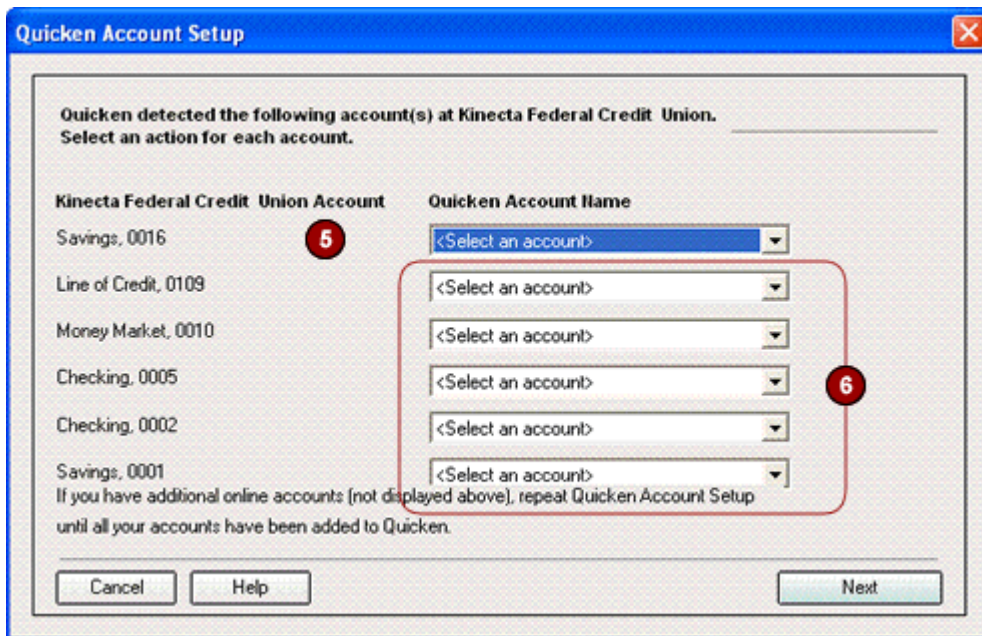 Quicken Account Setup
Quicken detected the following account(s) at Kinecta Federal Credit Union.
Select an action for each account.
Kinecta Federal Credit Union Account Quicken Account Name
Savings, 0016 5 <Select an account>
Line of Credit, 0109 <Select an account>
Money Market, 0010 <Select an account>
Checking, 0005 <Select an account> 6
Checking, 0002 <Select an account>
Savings, 0001 <Select an account>
If you have additional online accounts (not displayed above), repeat Quicken Account Setup
until all your accounts have been added to Quicken.
Cancel Help Next